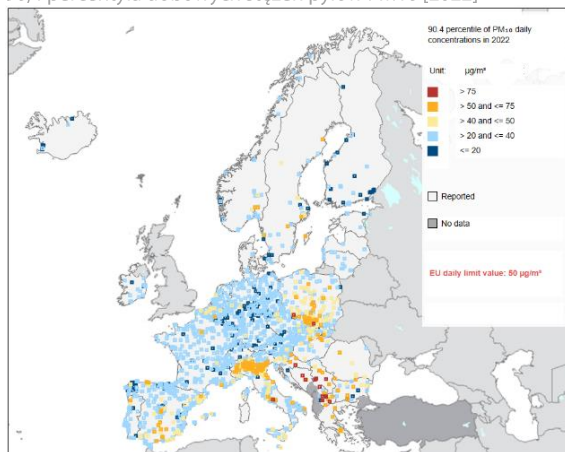 90.4 percentile of PM₁₀ daily
concentrations in 2022
Unit: µg/m³
> 75
> 50 and <= 75
> 40 and <= 50
> 20 and <= 40
<= 20
Reported
No data
EU daily limit value: 50 µg/m³